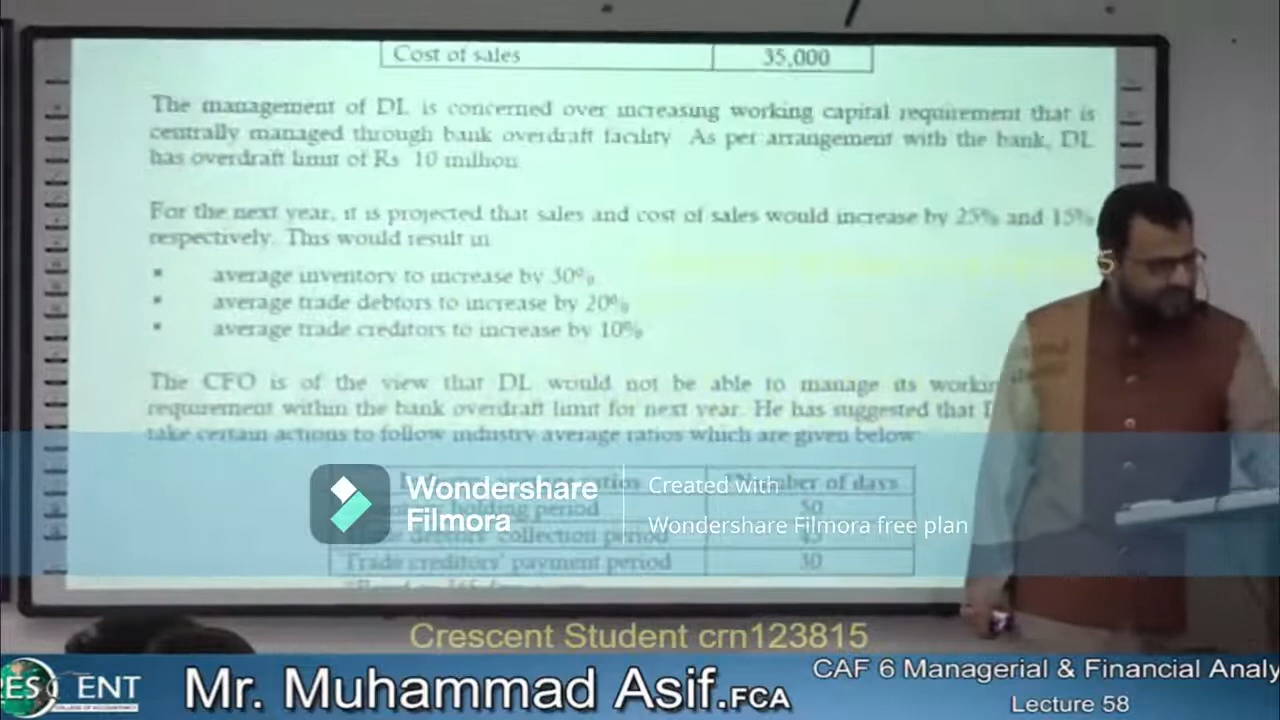 Cost of sales 35,000
The management of DL is concerned over increasing working capital requirement that is
centrally managed through bank overdraft facility. As per arrangement with the bank, DL
has overdraft limit of Rs. 10 million.
For the next year, it is projected that sales and cost of sales would increase by 25% and 15%
respectively. This would result in
▪ average inventory to increase by 30%
▪ average trade debtors to increase by 20%
▪ average trade creditors to increase by 10%
The CFO is of the view that DL would not be able to manage its
requirement within the bank overdraft limit for next year. He has suggested that
take certain actions to follow industry average ratios which are given below
of days
period
collection period
Trade creditors' payment period 30
Wondershare
Filmora
Created with
Wondershare Filmora free plan
Crescent Student crn123815
ENT
Mr. Muhammad Asif.FCA
CAF 6 Managerial & Financial Analy
Lecture 58